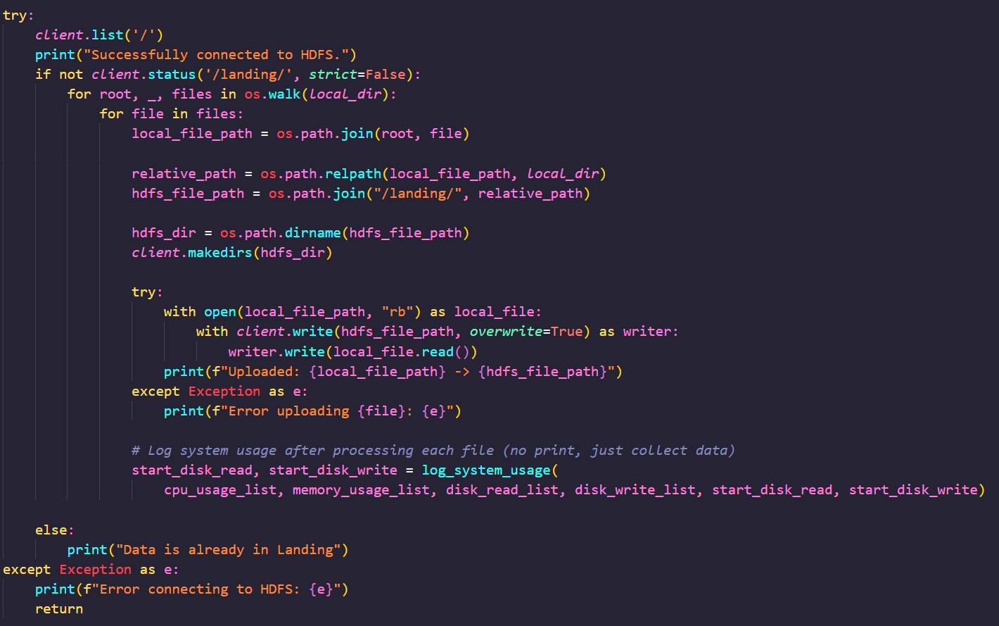 try:
    client.list('/')
    print("Successfully connected to HDFS.")
    if not client.status('/landing/', strict=False):
        for root, _, files in os.walk(local_dir):
            for file in files:
                local_file_path = os.path.join(root, file)

                relative_path = os.path.relpath(local_file_path, local_dir)
                hdfs_file_path = os.path.join("/landing/", relative_path)

                hdfs_dir = os.path.dirname(hdfs_file_path)
                client.makedirs(hdfs_dir)

                try:
                    with open(local_file_path, "rb") as local_file:
                        with client.write(hdfs_file_path, overwrite=True) as writer:
                            writer.write(local_file.read())
                    print(f"Uploaded: {local_file_path} -> {hdfs_file_path}")
                except Exception as e:
                    print(f"Error uploading {file}: {e}")

                # Log system usage after processing each file (no print, just collect data)
                start_disk_read, start_disk_write = log_system_usage(
                    cpu_usage_list, memory_usage_list, disk_read_list, disk_write_list, start_disk_read, start_disk_write)

    else:
        print("Data is already in Landing")
except Exception as e:
    print(f"Error connecting to HDFS: {e}")
    return